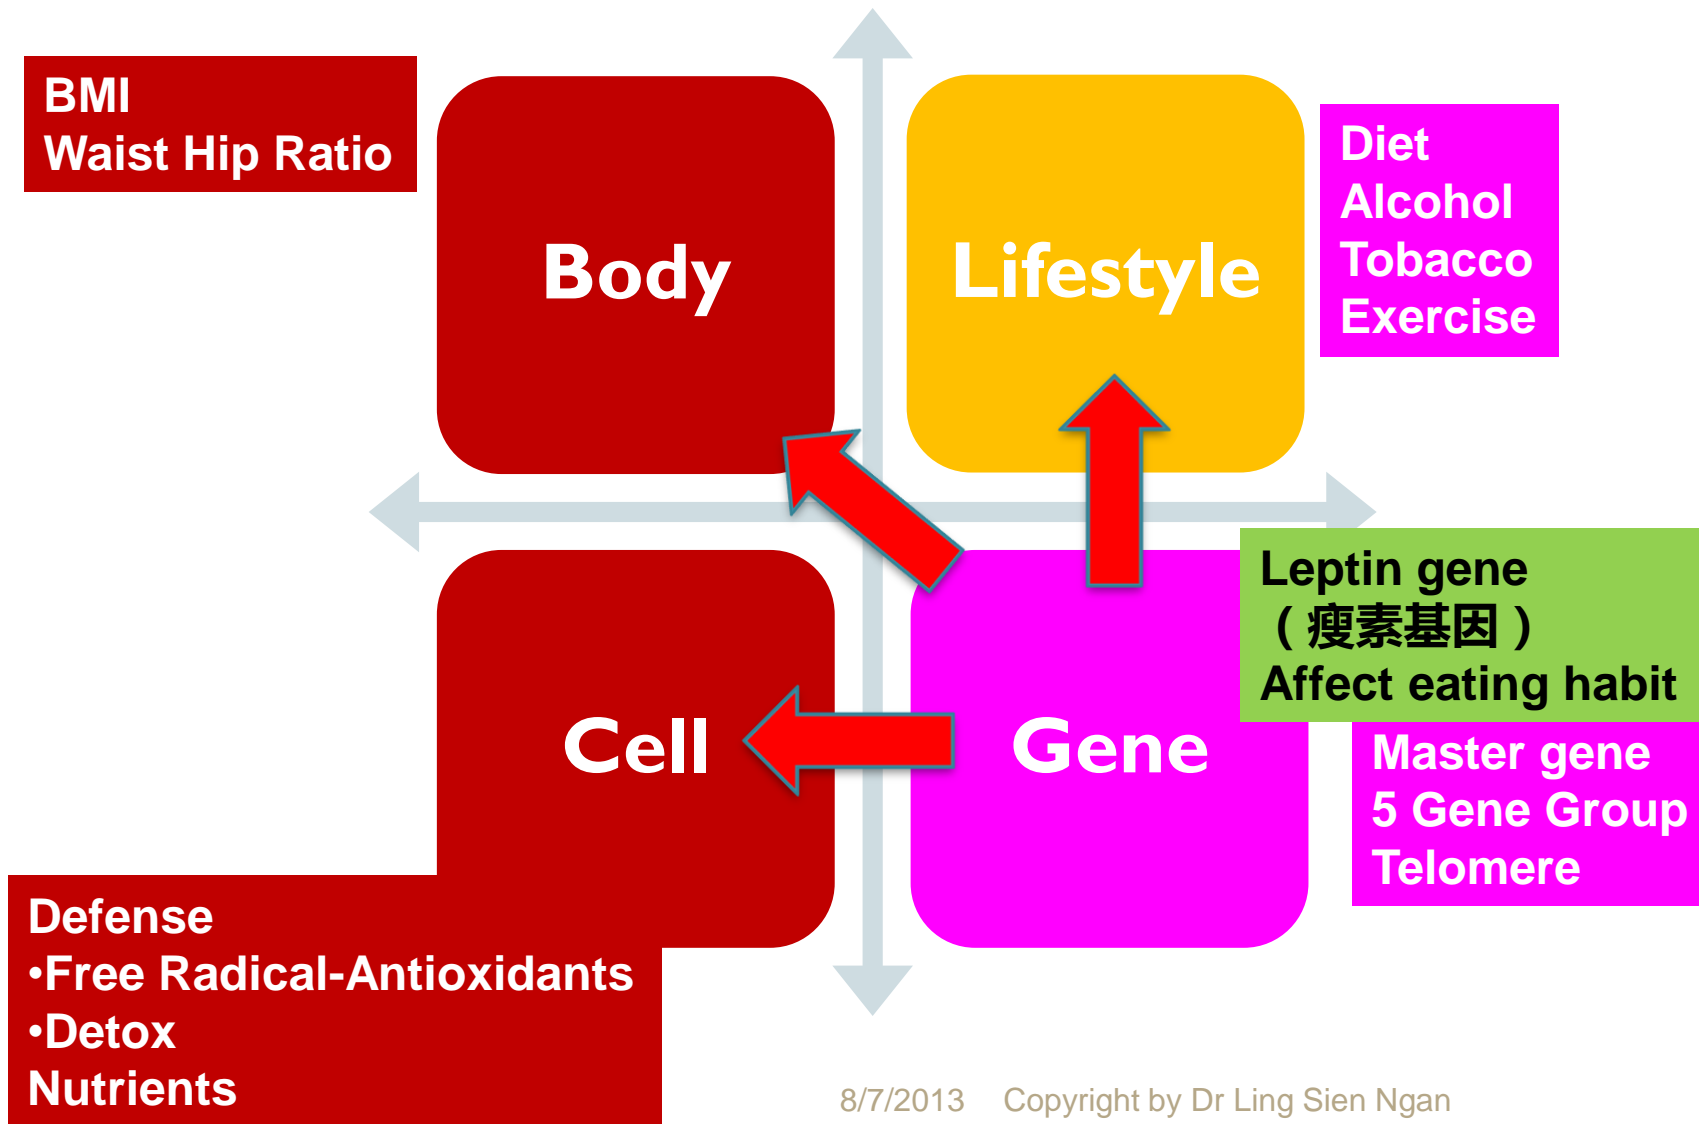 BMI
Waist Hip Ratio
Body
Lifestyle
Diet
Alcohol
Tobacco
Exercise
Cell
Gene
Leptin gene
（瘦素基因）
Affect eating habit
Master gene
5 Gene Group
Telomere
Defense
•Free Radical-Antioxidants
•Detox
Nutrients
8/7/2013 Copyright by Dr Ling Sien Ngan